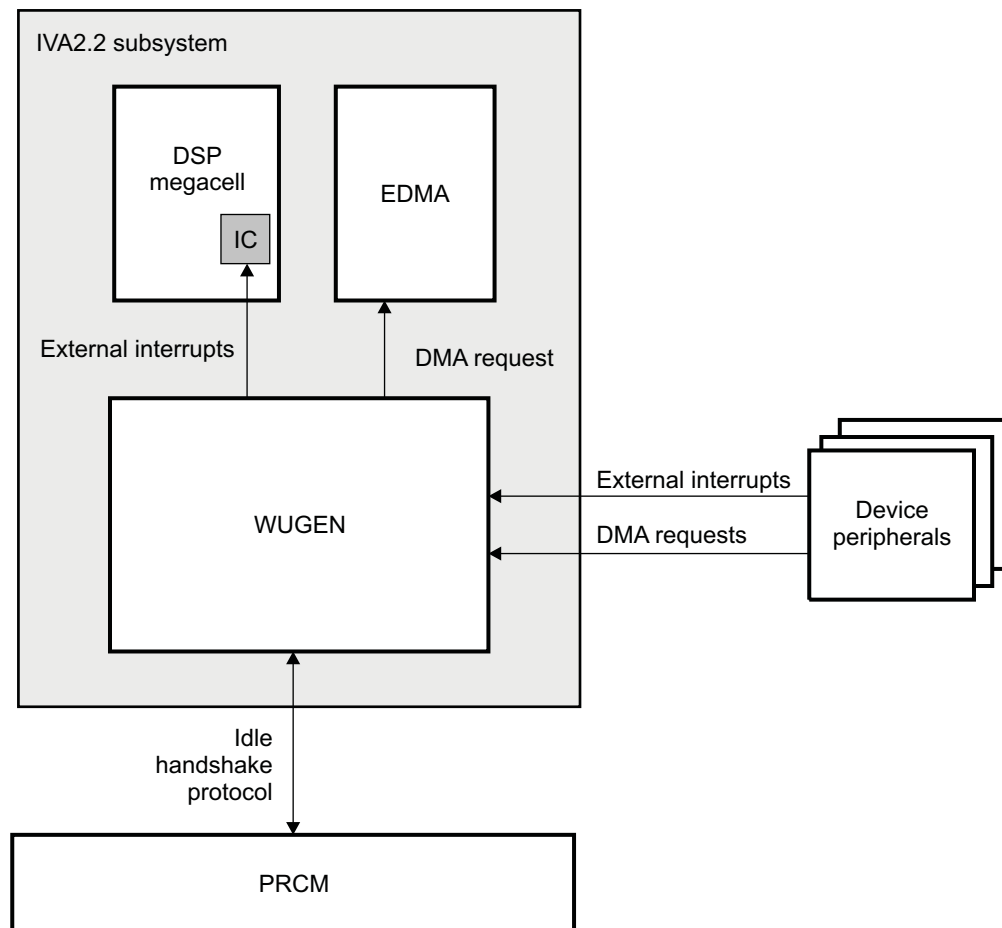 IVA2.2 subsystem
DSP
megacell
IC
EDMA
External interrupts
DMA request
WUGEN
External interrupts
DMA requests
Device
peripherals
Idle
handshake
protocol
PRCM